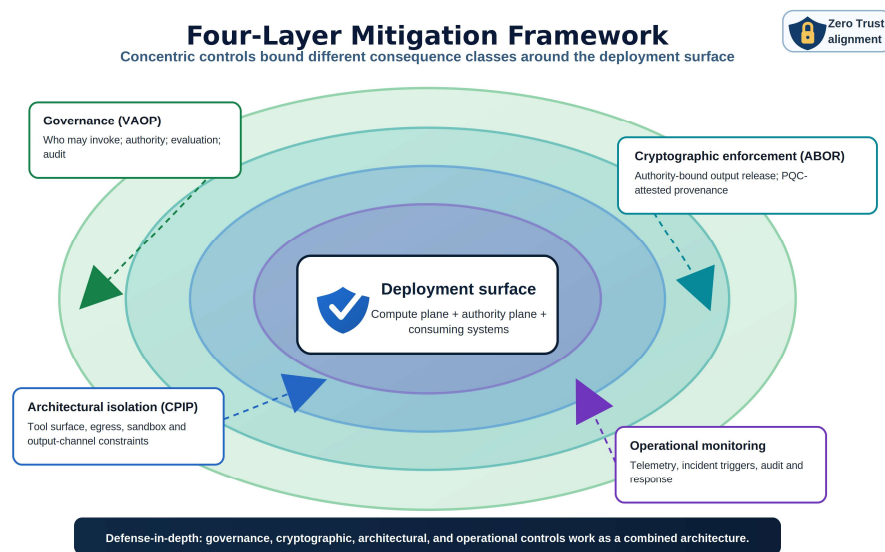 Four-Layer Mitigation Framework
Concentric controls bound different consequence classes around the deployment surface
Zero Trust
alignment
Governance (VAOP)
Who may invoke; authority; evaluation;
audit
Cryptographic enforcement (ABOR)
Authority-bound output release; PQC-
attested provenance
Deployment surface
Compute plane + authority plane +
consuming systems
Architectural isolation (CPIP)
Tool surface, egress, sandbox and
output-channel constraints
Operational monitoring
Telemetry, incident triggers, audit and
response
Defense-in-depth: governance, cryptographic, architectural, and operational controls work as a combined architecture.